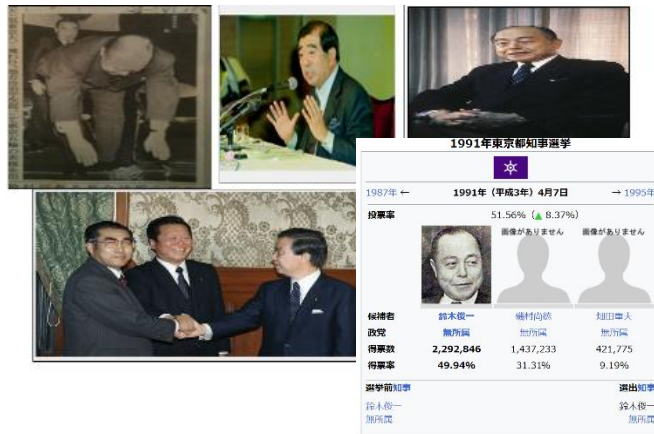 1991年東京都知事選挙
1987年 ← 1991年（平成3年）4月7日 → 1995年
投票率 51.56%（▲ 8.37%）
画像がありません 画像がありません
候補者 鈴木俊一 磯村尚徳 畑田重夫
政党 無所属 無所属 無所属
得票数 2,292,846 1,437,233 421,775
得票率 49.94% 31.31% 9.19%
選挙前知事 選出知事
鈴木俊一 鈴木俊一
無所属 無所属